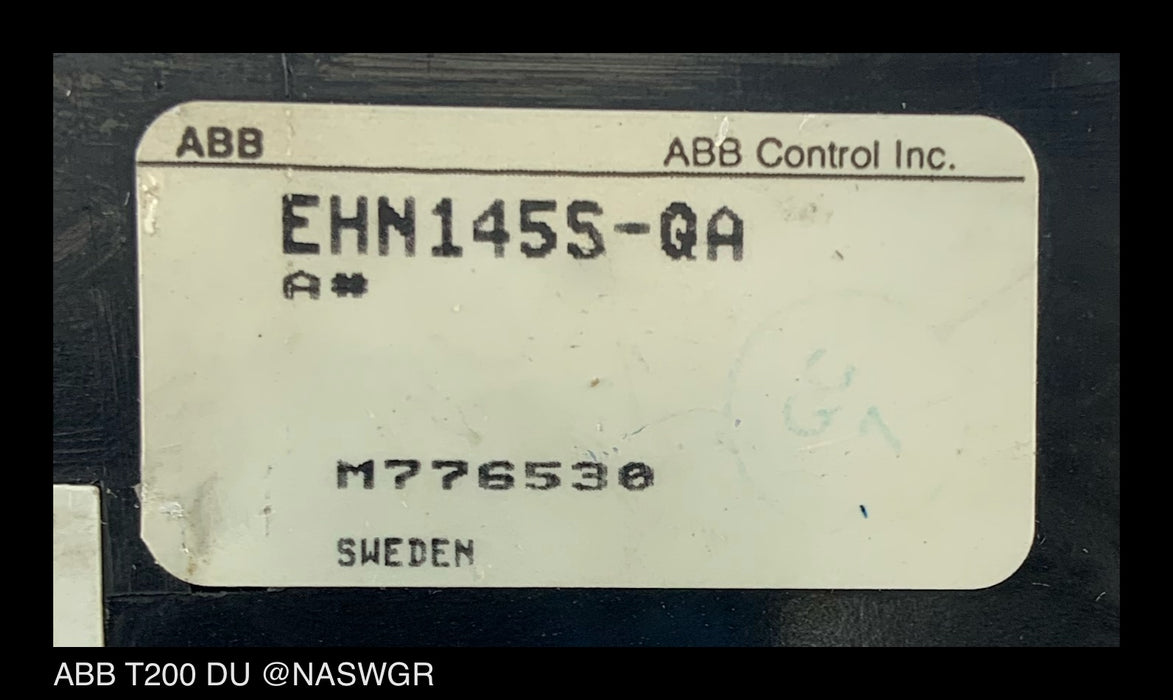 ABB ABB Control Inc.
EHN145S-QA
A#
M776530
SWEDEN
ABB T200 DU @NASWGR